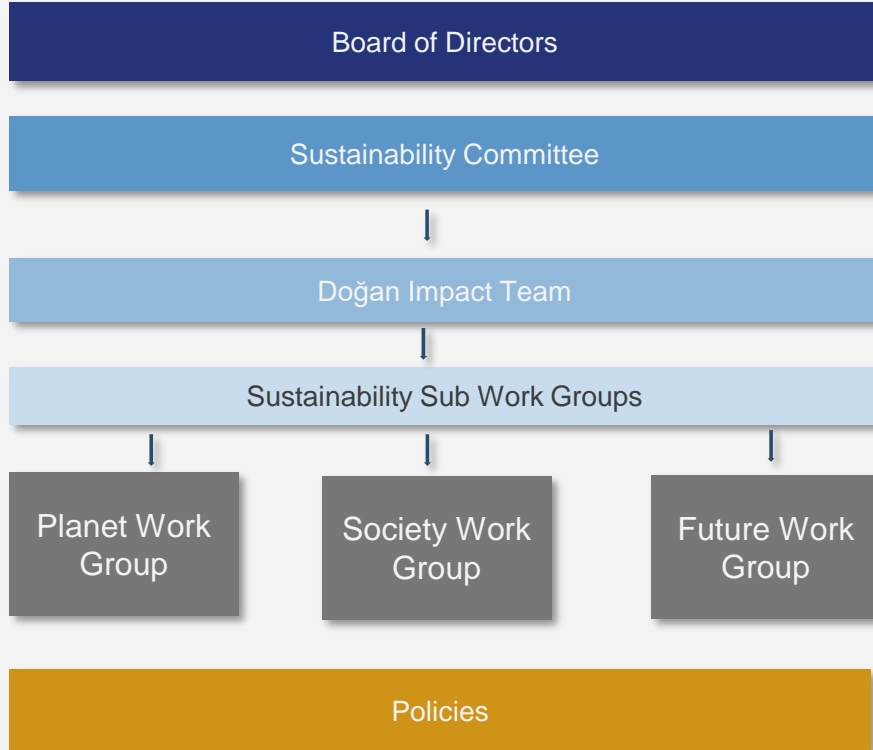 Board of Directors
Sustainability Committee
Doğan Impact Team
Sustainability Sub Work Groups
Planet Work
Group
Society Work
Group
Future Work
Group
Policies